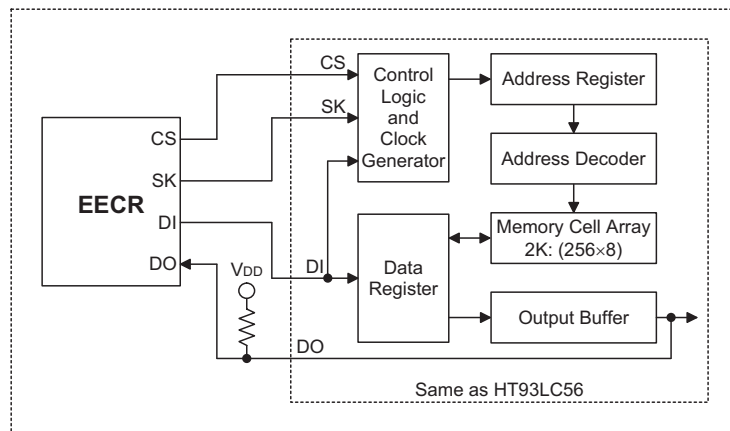 EECR
CS
SK
DI
DO
VDD
CS
SK
DI
DO
Control
Logic
and
Clock
Generator
Address Register
Address Decoder
Memory Cell Array
2K: (256×8)
Data
Register
Output Buffer
Same as HT93LC56